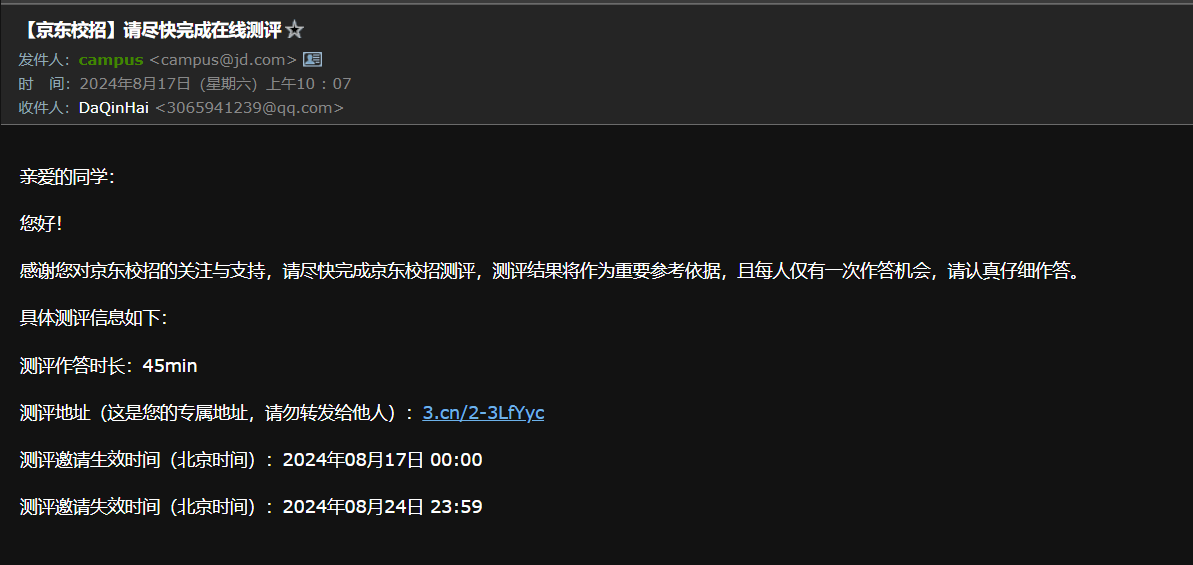 【京东校招】请尽快完成在线测评☆
发件人：campus <campus@jd.com>
时　间：2024年8月17日（星期六）上午10：07
收件人：DaQinHai <3065941239@qq.com>
亲爱的同学：
您好！
感谢您对京东校招的关注与支持，请尽快完成京东校招测评，测评结果将作为重要参考依据，且每人仅有一次作答机会，请认真仔细作答。
具体测评信息如下：
测评作答时长：45min
测评地址（这是您的专属地址，请勿转发给他人）：3.cn/2-3LfYyc
测评邀请生效时间（北京时间）：2024年08月17日 00:00
测评邀请失效时间（北京时间）：2024年08月24日 23:59